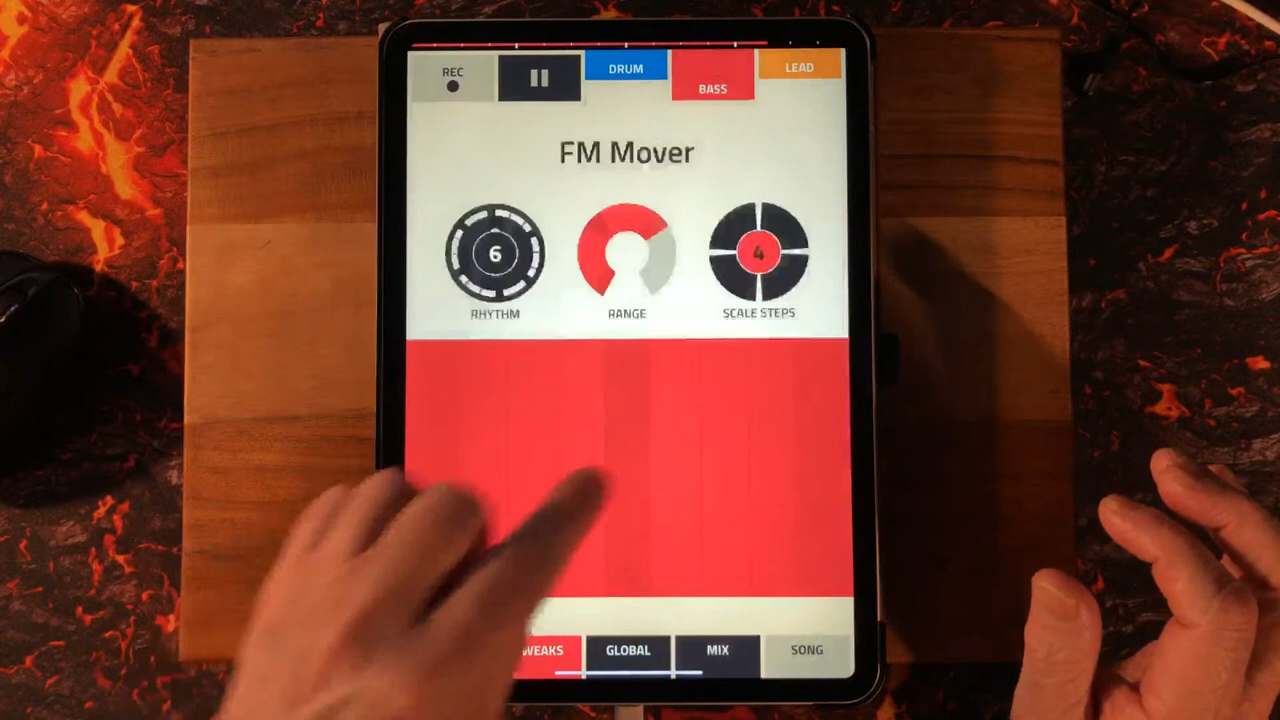 REC
DRUM
BASS
LEAD
FM Mover
6
4
RHYTHM
RANGE
SCALE STEPS
WEAKS
GLOBAL
MIX
SONG